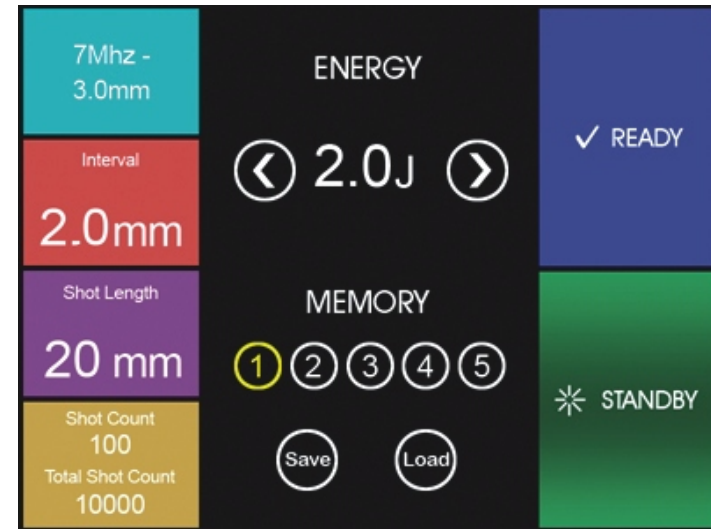 7Mhz -
3.0mm
Interval
2.0mm
Shot Length
20 mm
Shot Count
100
Total Shot Count
10000
ENERGY
2.0J
MEMORY
1 2 3 4 5
Save Load
READY
STANDBY